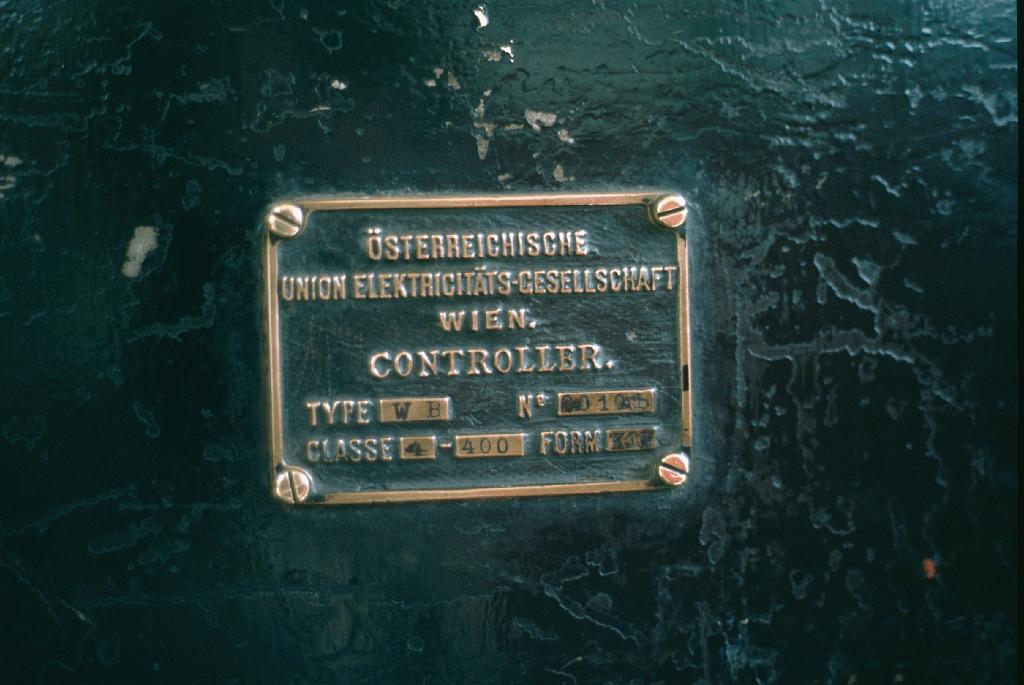 ÖSTERREICHISCHE
UNION ELEKTRICITÄTS-GESELLSCHAFT
WIEN.
CONTROLLER.
TYPE W B Nº
CLASSE 4 - 400 FORM